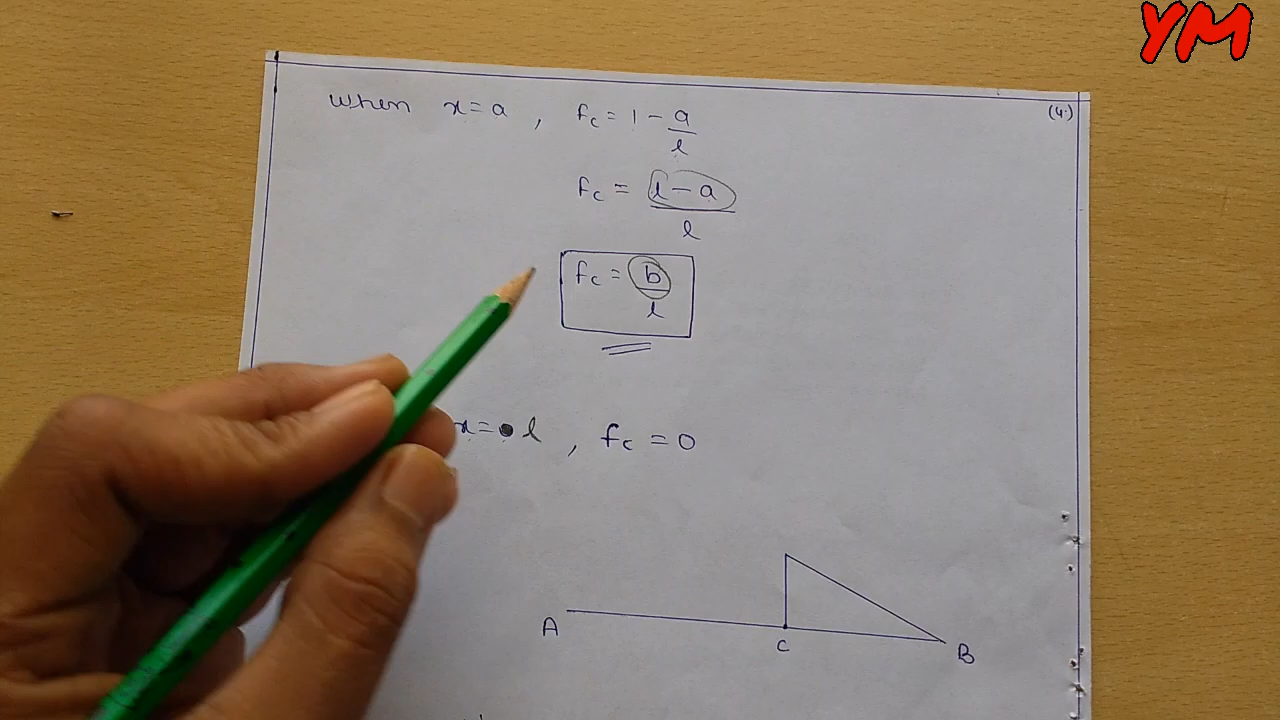 YM
(4.)
When x = a , Fc = 1 - a/l
Fc = l - a/l
Fc = b/l
x = l , Fc = 0
A
C
B